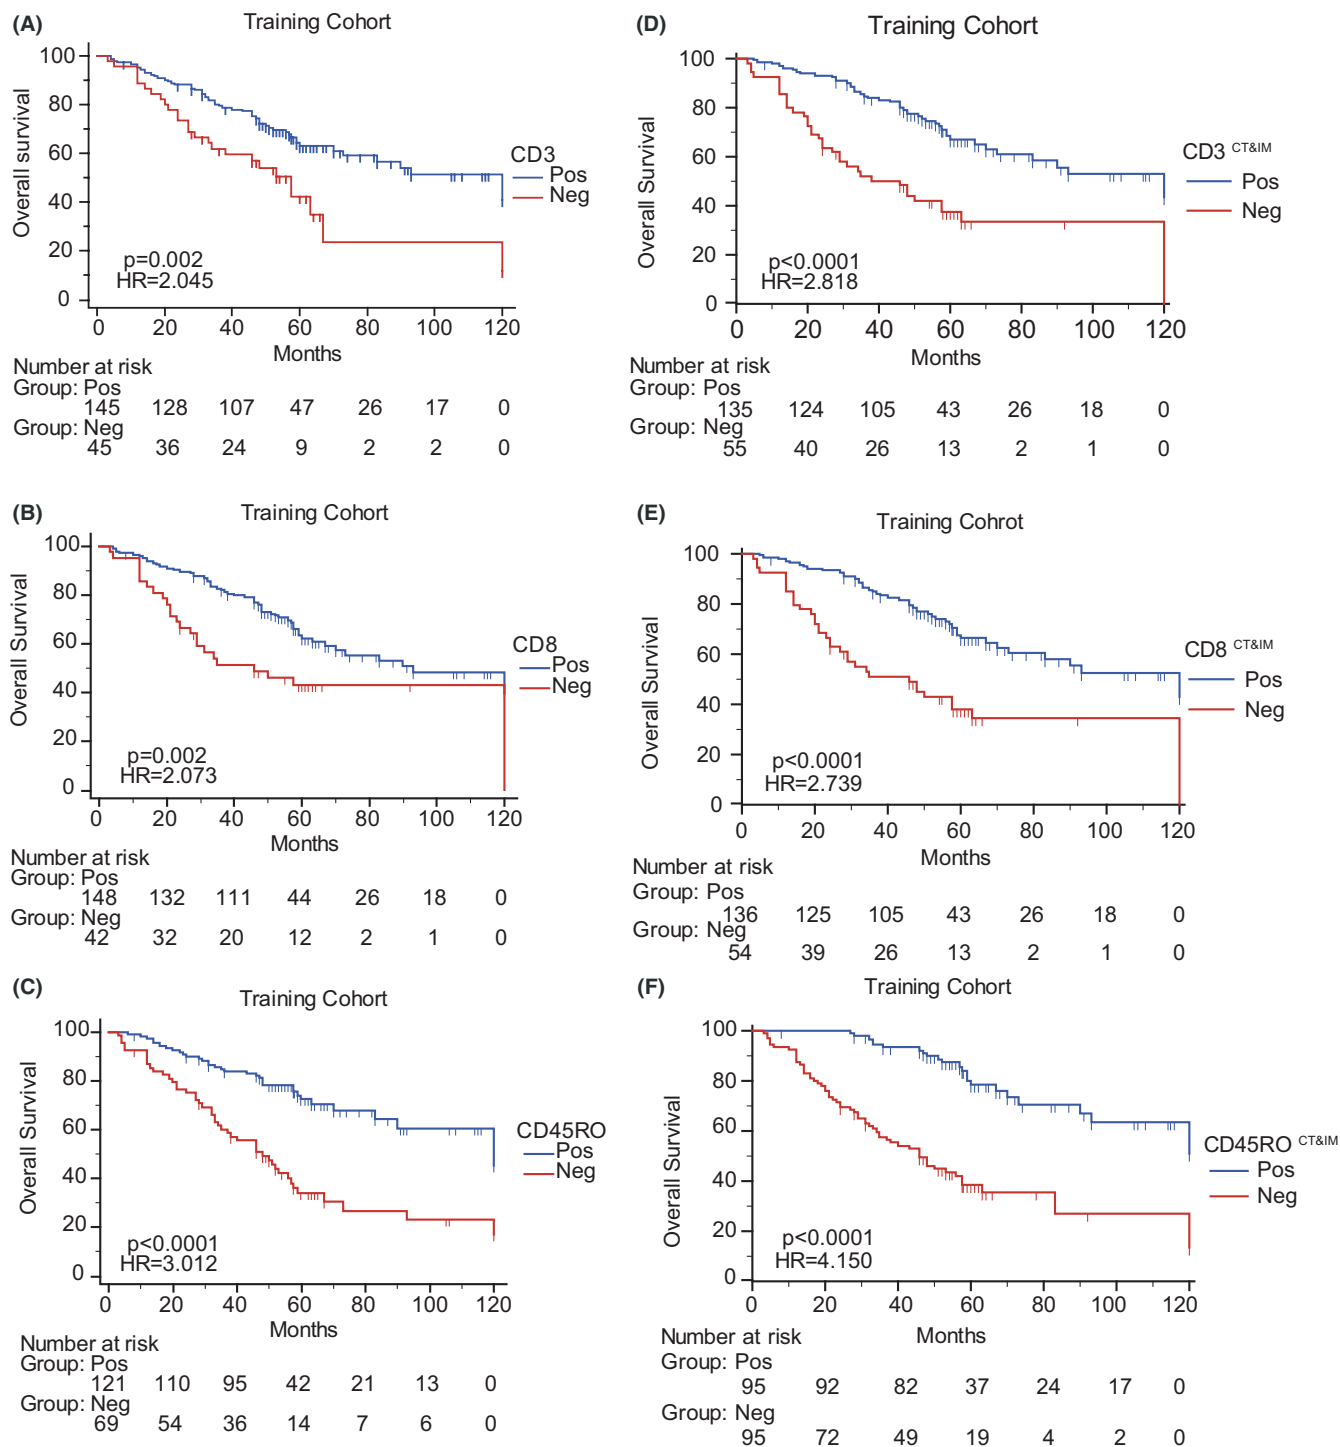 (A)
Training Cohort
Overall survival
100
80
60
40
20
0
CD3
Pos
Neg
p=0.002
HR=2.045
0 20 40 60 80 100 120
Months
Number at risk
Group: Pos
145 128 107 47 26 17 0
Group: Neg
45 36 24 9 2 2 0
(D)
Training Cohort
Overall Survival
100
80
60
40
20
0
CD3 CT&IM
Pos
Neg
p<0.0001
HR=2.818
0 20 40 60 80 100 120
Months
Number at risk
Group: Pos
135 124 105 43 26 18 0
Group: Neg
55 40 26 13 2 1 0
(B)
Training Cohort
Overall Survival
100
80
60
40
20
0
CD8
Pos
Neg
p=0.002
HR=2.073
0 20 40 60 80 100 120
Months
Number at risk
Group: Pos
148 132 111 44 26 18 0
Group: Neg
42 32 20 12 2 1 0
(E)
Training Cohrot
Overall Survival
100
80
60
40
20
0
CD8 CT&IM
Pos
Neg
p<0.0001
HR=2.739
0 20 40 60 80 100 120
Months
Number at risk
Group: Pos
136 125 105 43 26 18 0
Group: Neg
54 39 26 13 2 1 0
(C)
Training Cohort
Overall Survival
100
80
60
40
20
0
CD45RO
Pos
Neg
p<0.0001
HR=3.012
0 20 40 60 80 100 120
Months
Number at risk
Group: Pos
121 110 95 42 21 13 0
Group: Neg
69 54 36 14 7 6 0
(F)
Training Cohort
Overall Survival
100
80
60
40
20
0
CD45RO CT&IM
Pos
Neg
p<0.0001
HR=4.150
0 20 40 60 80 100 120
Months
Number at risk
Group: Pos
95 92 82 37 24 17 0
Group: Neg
95 72 49 19 4 2 0